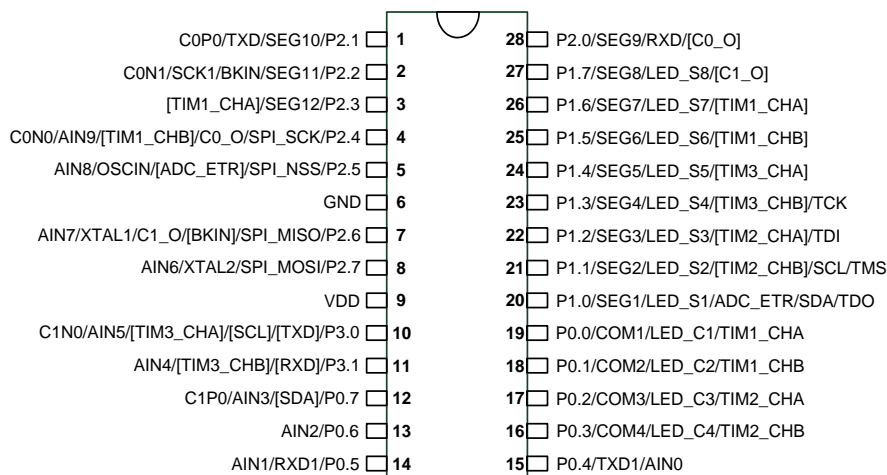 C0P0/TXD/SEG10/P2.1 1 28 P2.0/SEG9/RXD/[C0_O]
C0N1/SCK1/BKIN/SEG11/P2.2 2 27 P1.7/SEG8/LED_S8/[C1_O]
[TIM1_CHA]/SEG12/P2.3 3 26 P1.6/SEG7/LED_S7/[TIM1_CHA]
C0N0/AIN9/[TIM1_CHB]/C0_O/SPI_SCK/P2.4 4 25 P1.5/SEG6/LED_S6/[TIM1_CHB]
AIN8/OSCIN/[ADC_ETR]/SPI_NSS/P2.5 5 24 P1.4/SEG5/LED_S5/[TIM3_CHA]
GND 6 23 P1.3/SEG4/LED_S4/[TIM3_CHB]/TCK
AIN7/XTAL1/C1_O/[BKIN]/SPI_MISO/P2.6 7 22 P1.2/SEG3/LED_S3/[TIM2_CHA]/TDI
AIN6/XTAL2/SPI_MOSI/P2.7 8 21 P1.1/SEG2/LED_S2/[TIM2_CHB]/SCL/TMS
VDD 9 20 P1.0/SEG1/LED_S1/ADC_ETR/SDA/TDO
C1N0/AIN5/[TIM3_CHA]/[SCL]/[TXD]/P3.0 10 19 P0.0/COM1/LED_C1/TIM1_CHA
AIN4/[TIM3_CHB]/[RXD]/P3.1 11 18 P0.1/COM2/LED_C2/TIM1_CHB
C1P0/AIN3/[SDA]/P0.7 12 17 P0.2/COM3/LED_C3/TIM2_CHA
AIN2/P0.6 13 16 P0.3/COM4/LED_C4/TIM2_CHB
AIN1/RXD1/P0.5 14 15 P0.4/TXD1/AIN0